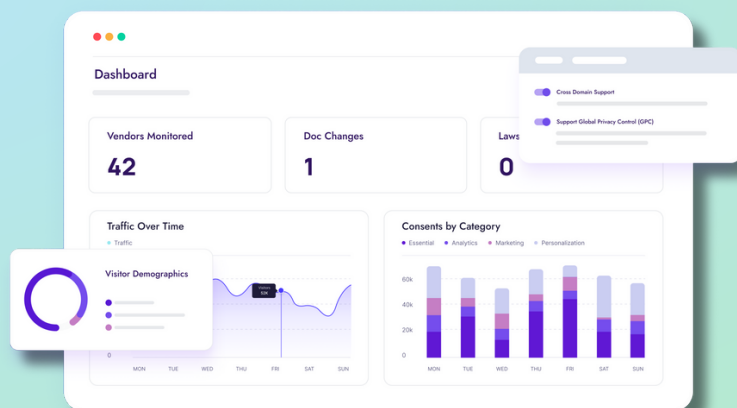 Dashboard
Cross Domain Support
Support Global Privacy Control (GPC)
Vendors Monitored
42
Doc Changes
1
Laws
0
Traffic Over Time
Traffic
Consents by Category
Essential Analytics Marketing Personalization
Visitor Demographics
60k
40k
20k
0
0
MON TUE WED THU FRI SAT SUN
MON TUE WED THU FRI SAT SUN